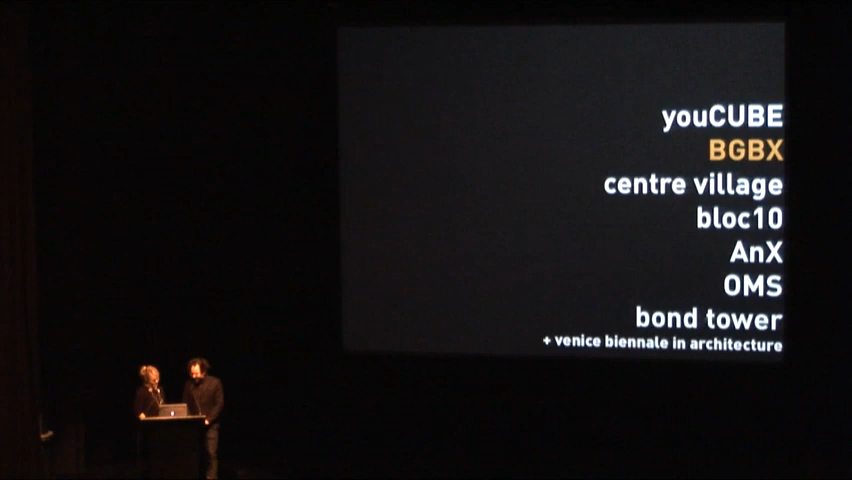 youCUBE
BGBX
centre village
bloc10
AnX
OMS
bond tower
+ venice biennale in architecture